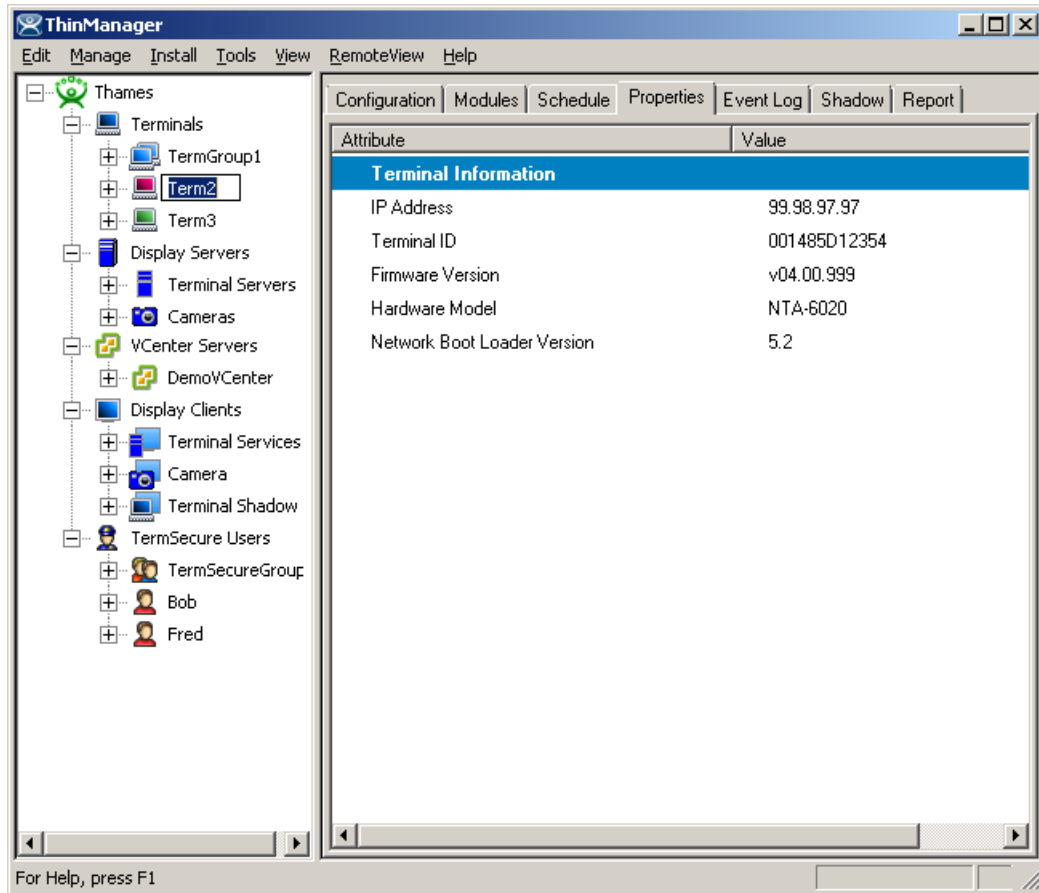 ThinManager
Edit Manage Install Tools View RemoteView Help
Thames
Terminals
TermGroup1
Term2
Term3
Display Servers
Terminal Servers
Cameras
VCenter Servers
DemoVCenter
Display Clients
Terminal Services
Camera
Terminal Shadow
TermSecure Users
TermSecureGroup
Bob
Fred
Configuration Modules Schedule Properties Event Log Shadow Report
Attribute Value
Terminal Information
IP Address 99.98.97.97
Terminal ID 001485D12354
Firmware Version v04.00.999
Hardware Model NTA-6020
Network Boot Loader Version 5.2
For Help, press F1